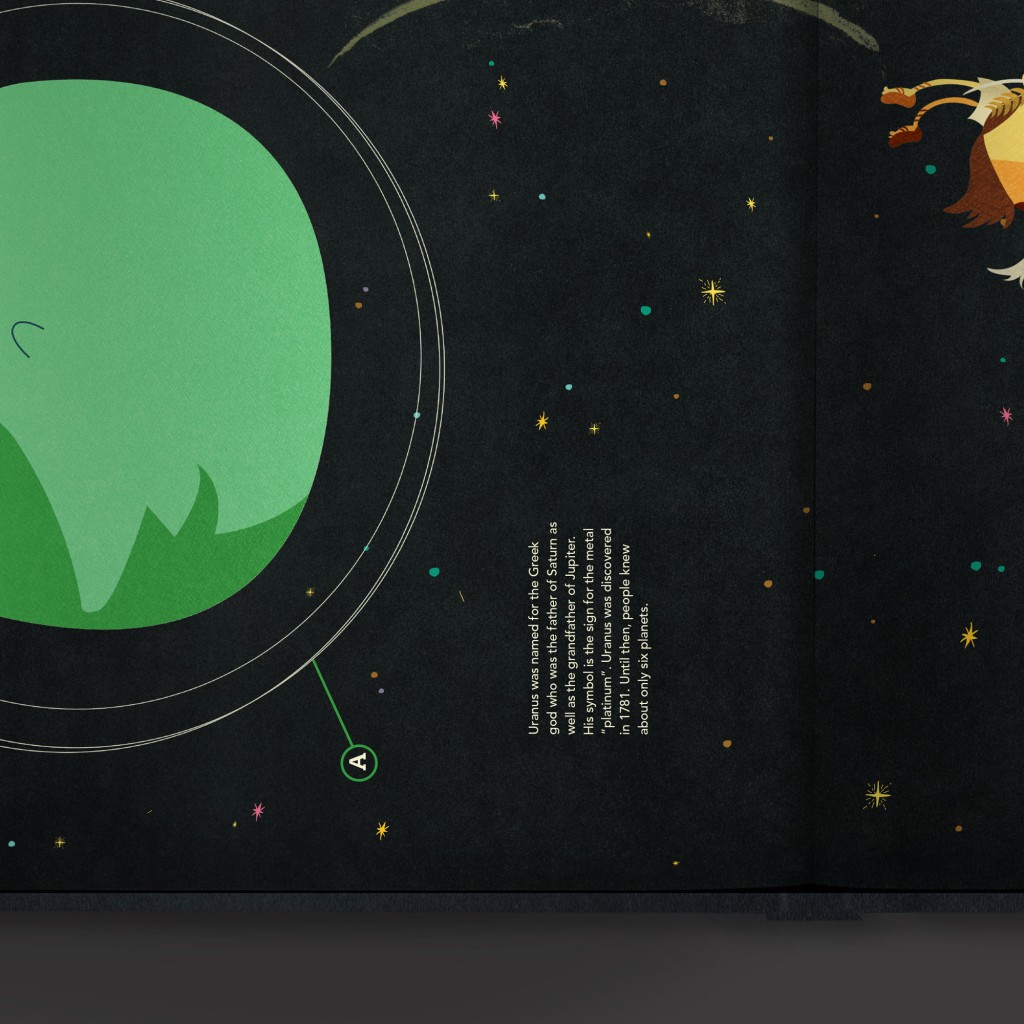 Uranus was named for the Greek
god who was the father of Saturn as
well as the grandfather of Jupiter.
His symbol is the sign for the metal
“platinum”. Uranus was discovered
in 1781. Until then, people knew
about only six planets.
A